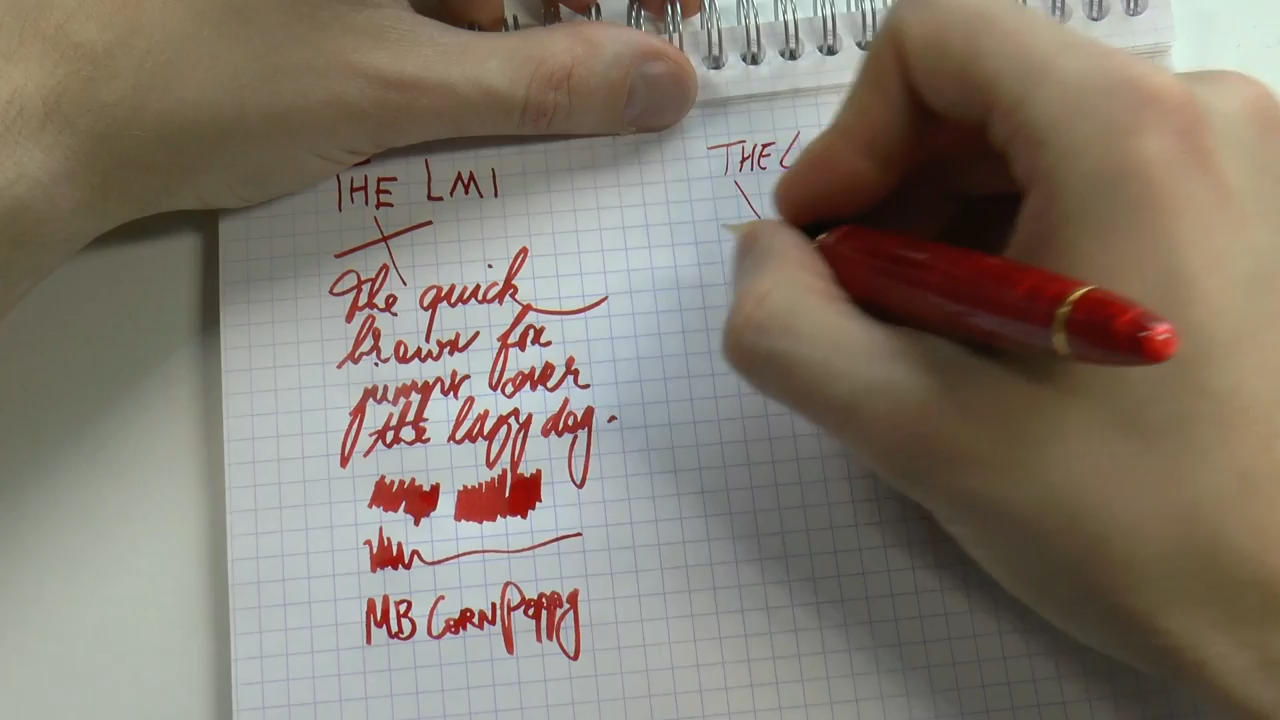 THE LMI
The quick
brown fox
jumps over
the lazy dog.
MB CORN Poppy
THE L